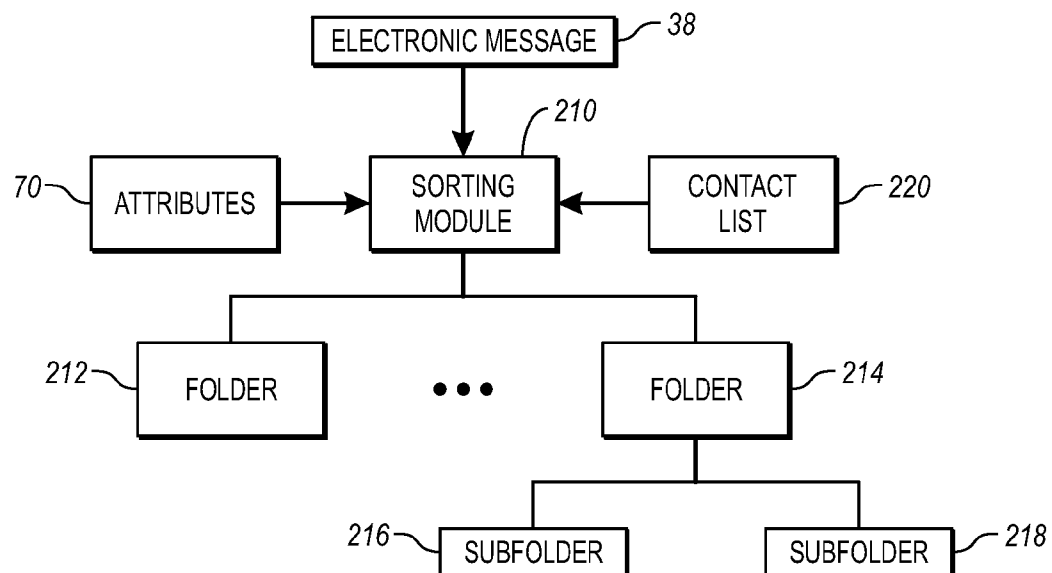 ELECTRONIC MESSAGE 38
210
70 ATTRIBUTES
SORTING
MODULE
CONTACT
LIST
220
212 FOLDER
FOLDER 214
216 SUBFOLDER
SUBFOLDER 218